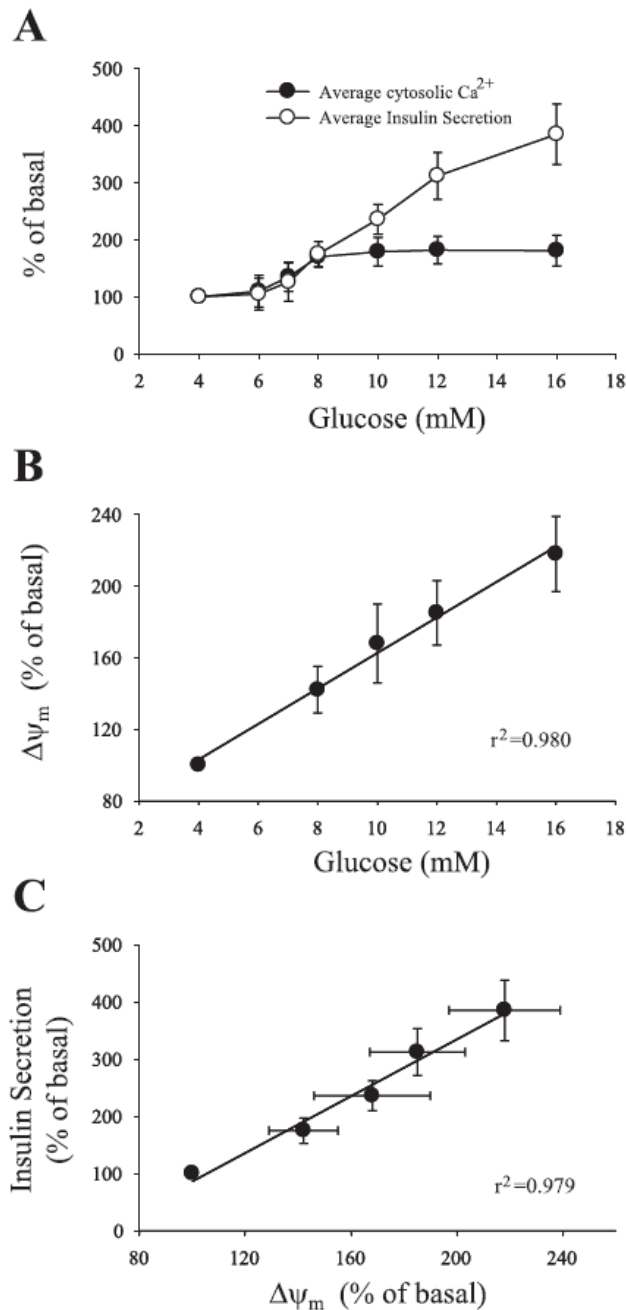 A
500
400
300
200
100
0
% of basal
Average cytosolic Ca²⁺
Average Insulin Secretion
2 4 6 8 10 12 14 16 18
Glucose (mM)
B
240
200
160
120
80
Δψm (% of basal)
r²=0.980
2 4 6 8 10 12 14 16 18
Glucose (mM)
C
500
400
300
200
100
0
Insulin Secretion
(% of basal)
r²=0.979
80 120 160 200 240
Δψm (% of basal)